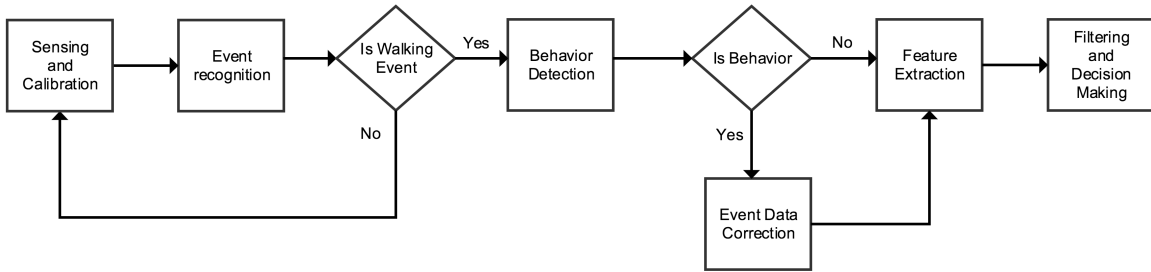 Sensing
and
Calibration
Event
recognition
Is Walking
Event
Yes
No
Behavior
Detection
Is Behavior
No
Yes
Event Data
Correction
Feature
Extraction
Filtering
and
Decision
Making